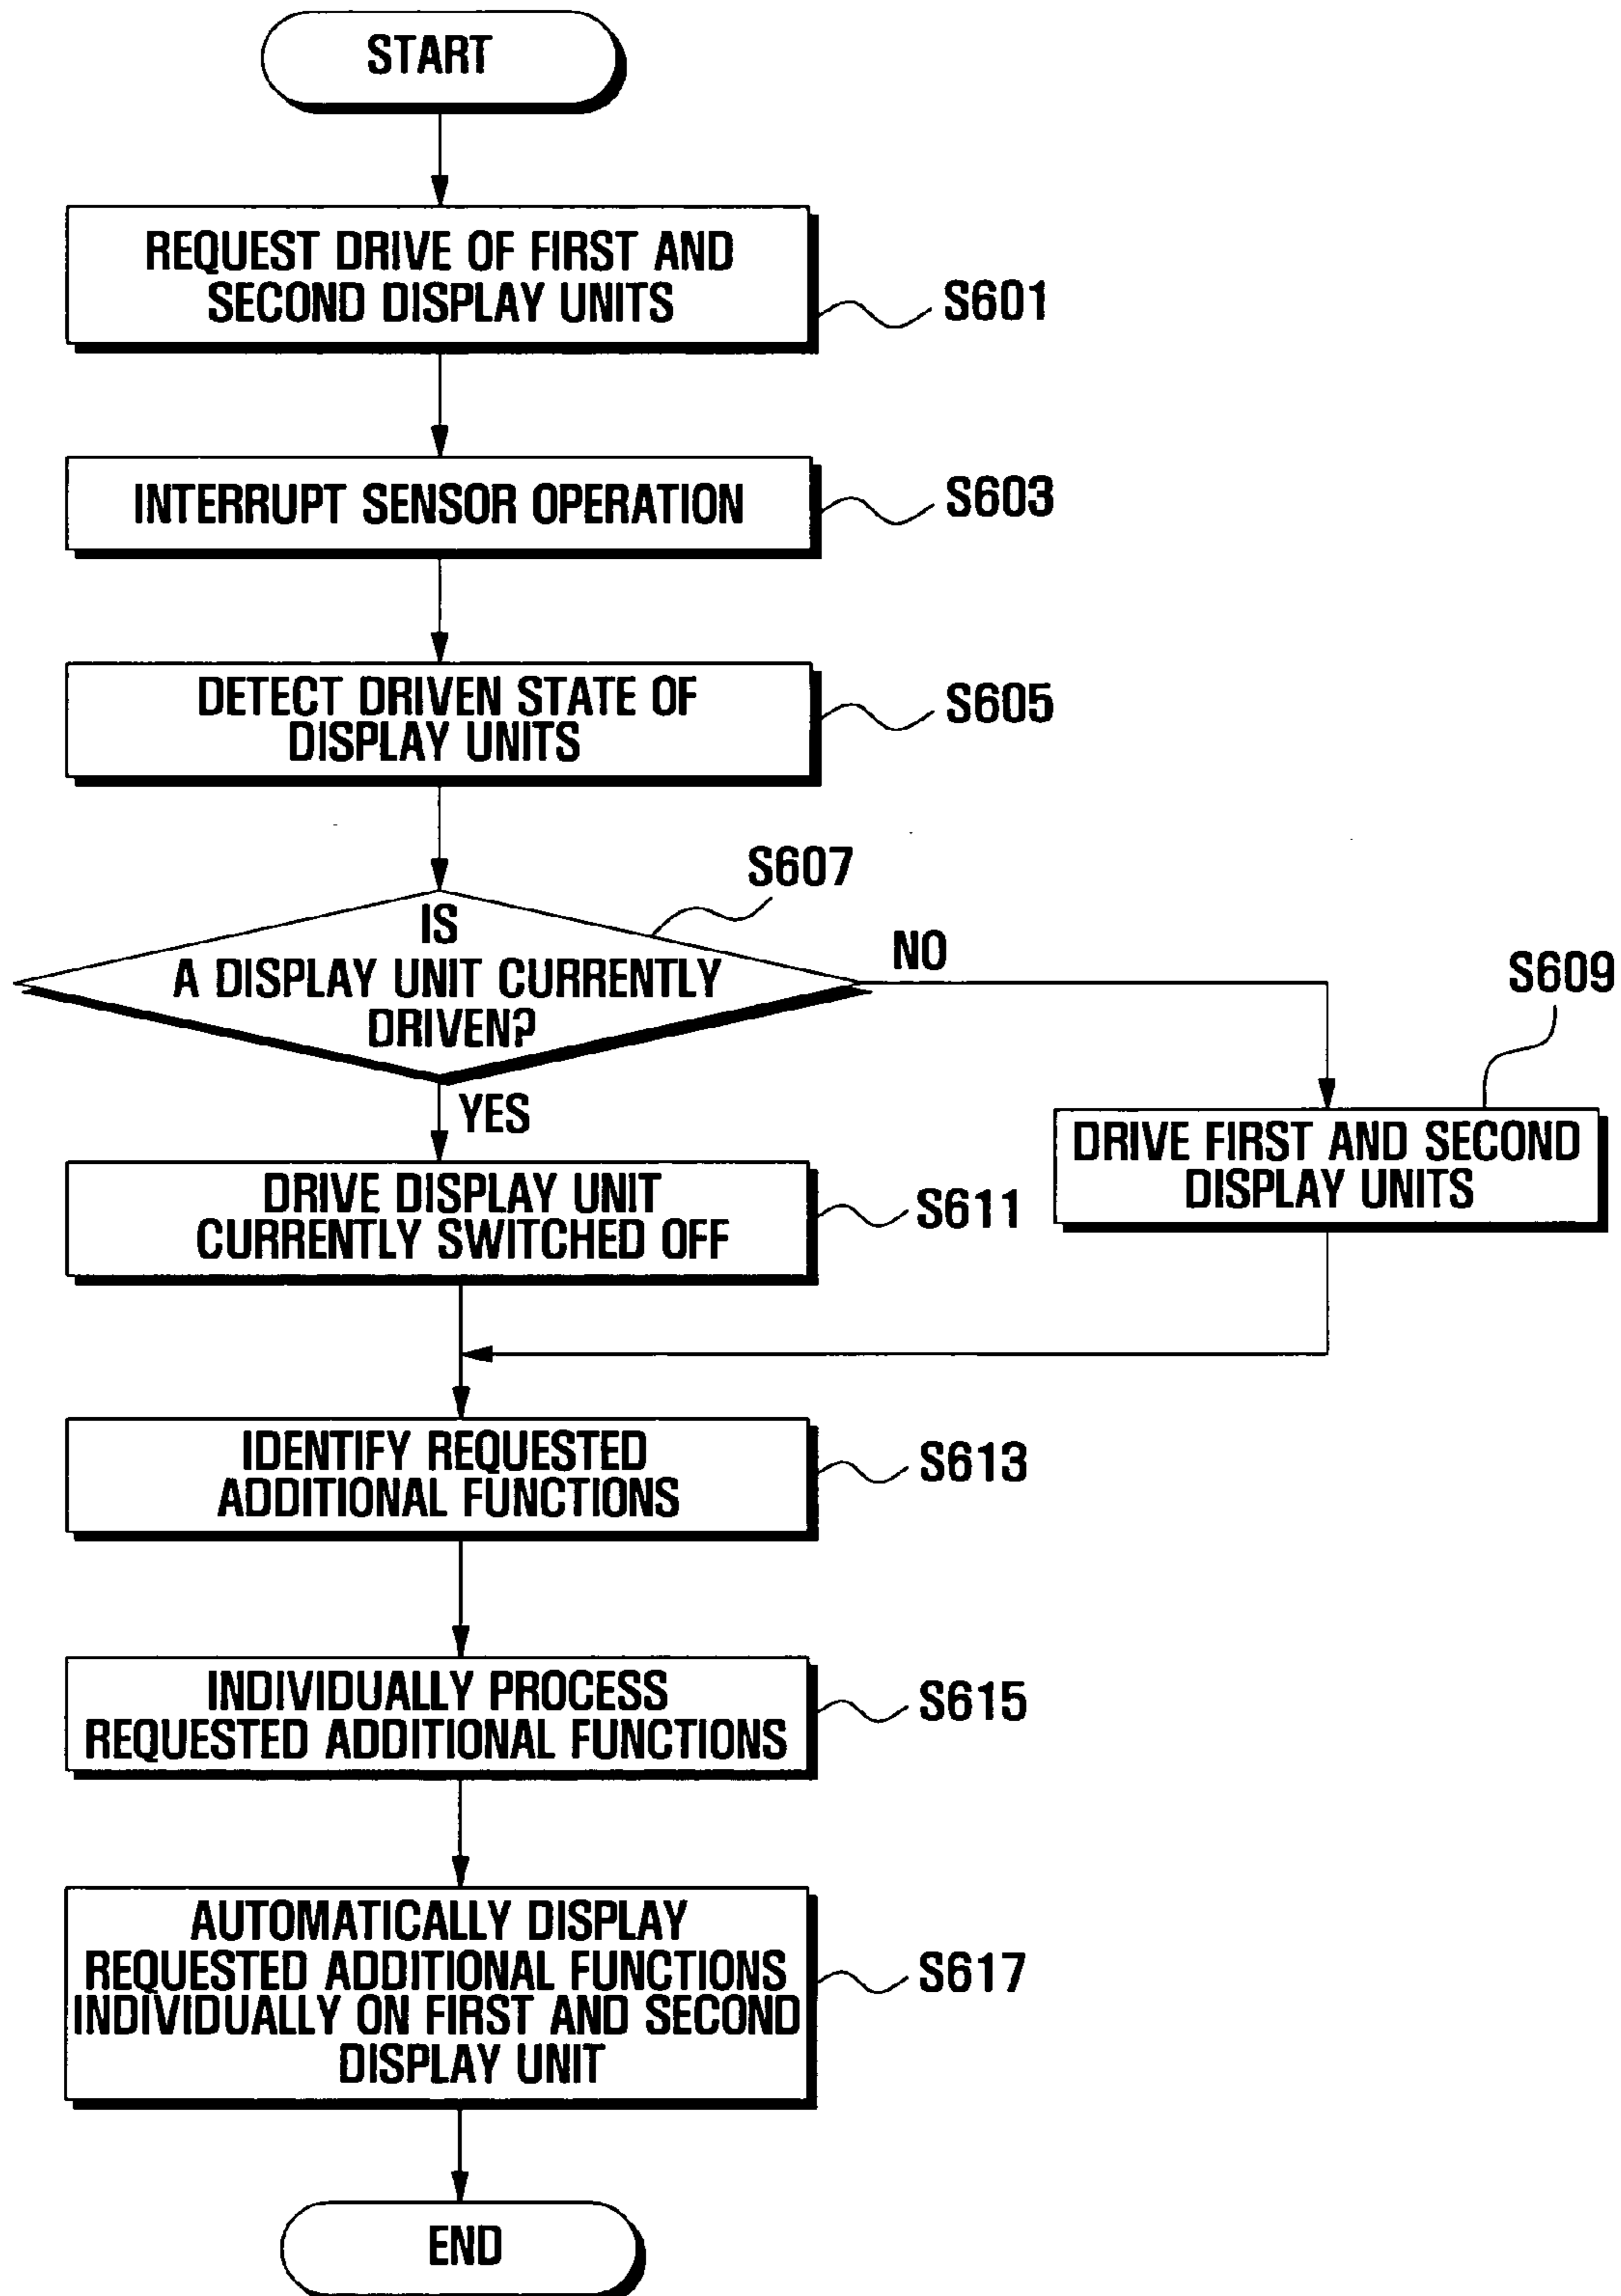 START
REQUEST DRIVE OF FIRST AND
SECOND DISPLAY UNITS
S601
INTERRUPT SENSOR OPERATION
S603
DETECT DRIVEN STATE OF
DISPLAY UNITS
S605
S607
IS
A DISPLAY UNIT CURRENTLY
DRIVEN?
NO
S609
YES
DRIVE FIRST AND SECOND
DISPLAY UNITS
DRIVE DISPLAY UNIT
CURRENTLY SWITCHED OFF
S611
IDENTIFY REQUESTED
ADDITIONAL FUNCTIONS
S613
INDIVIDUALLY PROCESS
REQUESTED ADDITIONAL FUNCTIONS
S615
AUTOMATICALLY DISPLAY
REQUESTED ADDITIONAL FUNCTIONS
INDIVIDUALLY ON FIRST AND SECOND
DISPLAY UNIT
S617
END